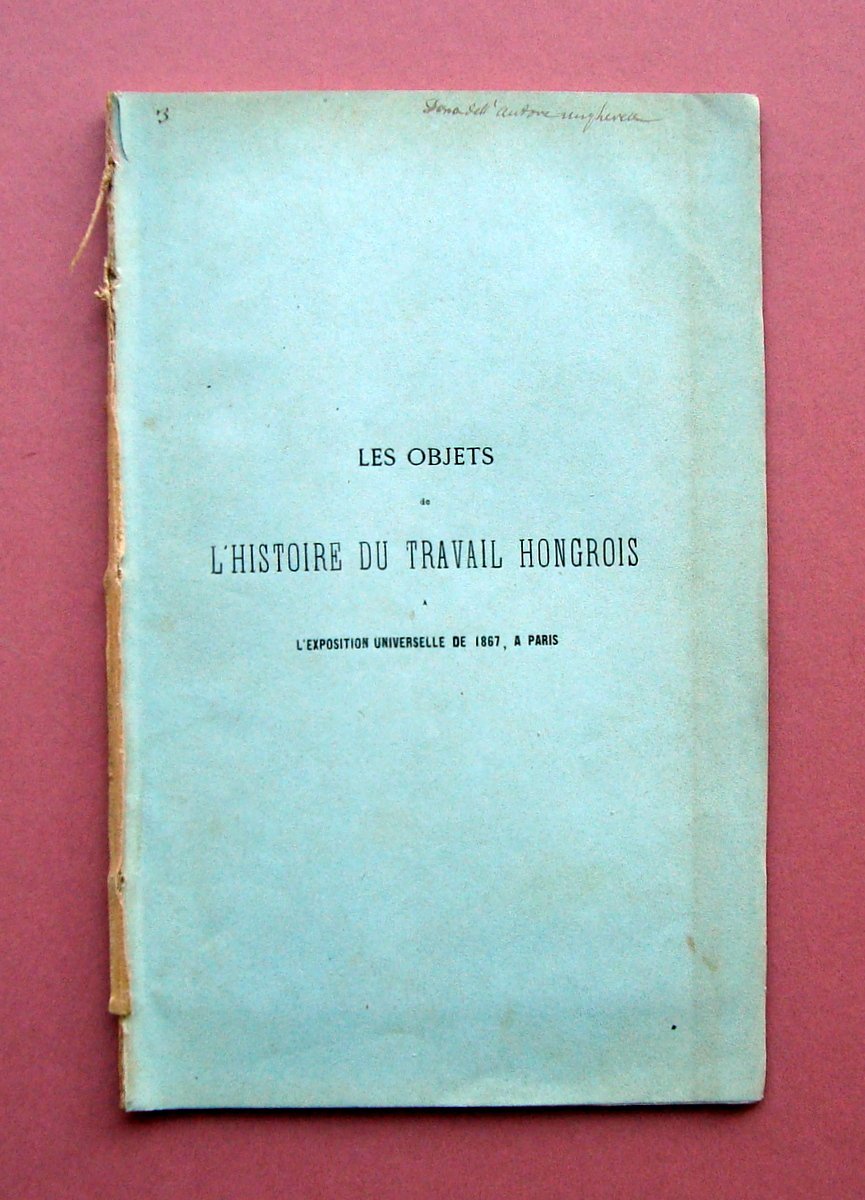 3
Dono dell' autore ungherese
LES OBJETS
de
L'HISTOIRE DU TRAVAIL HONGROIS
A
L'EXPOSITION UNIVERSELLE DE 1867, A PARIS